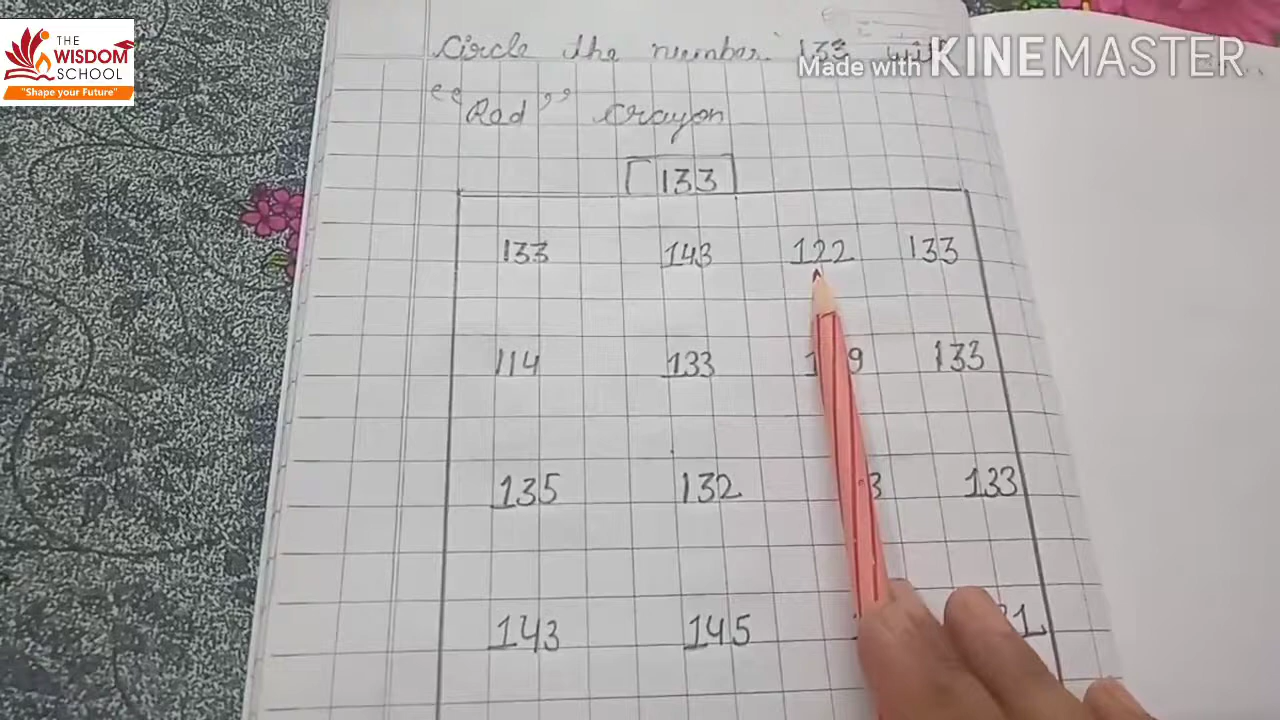 THE
WISDOM
SCHOOL
"Shape your Future"
Made with KINEMASTER
Circle the number 133
"Red" Crayon
133
133 143 122 133
114 133 133
135 132 133
143 145